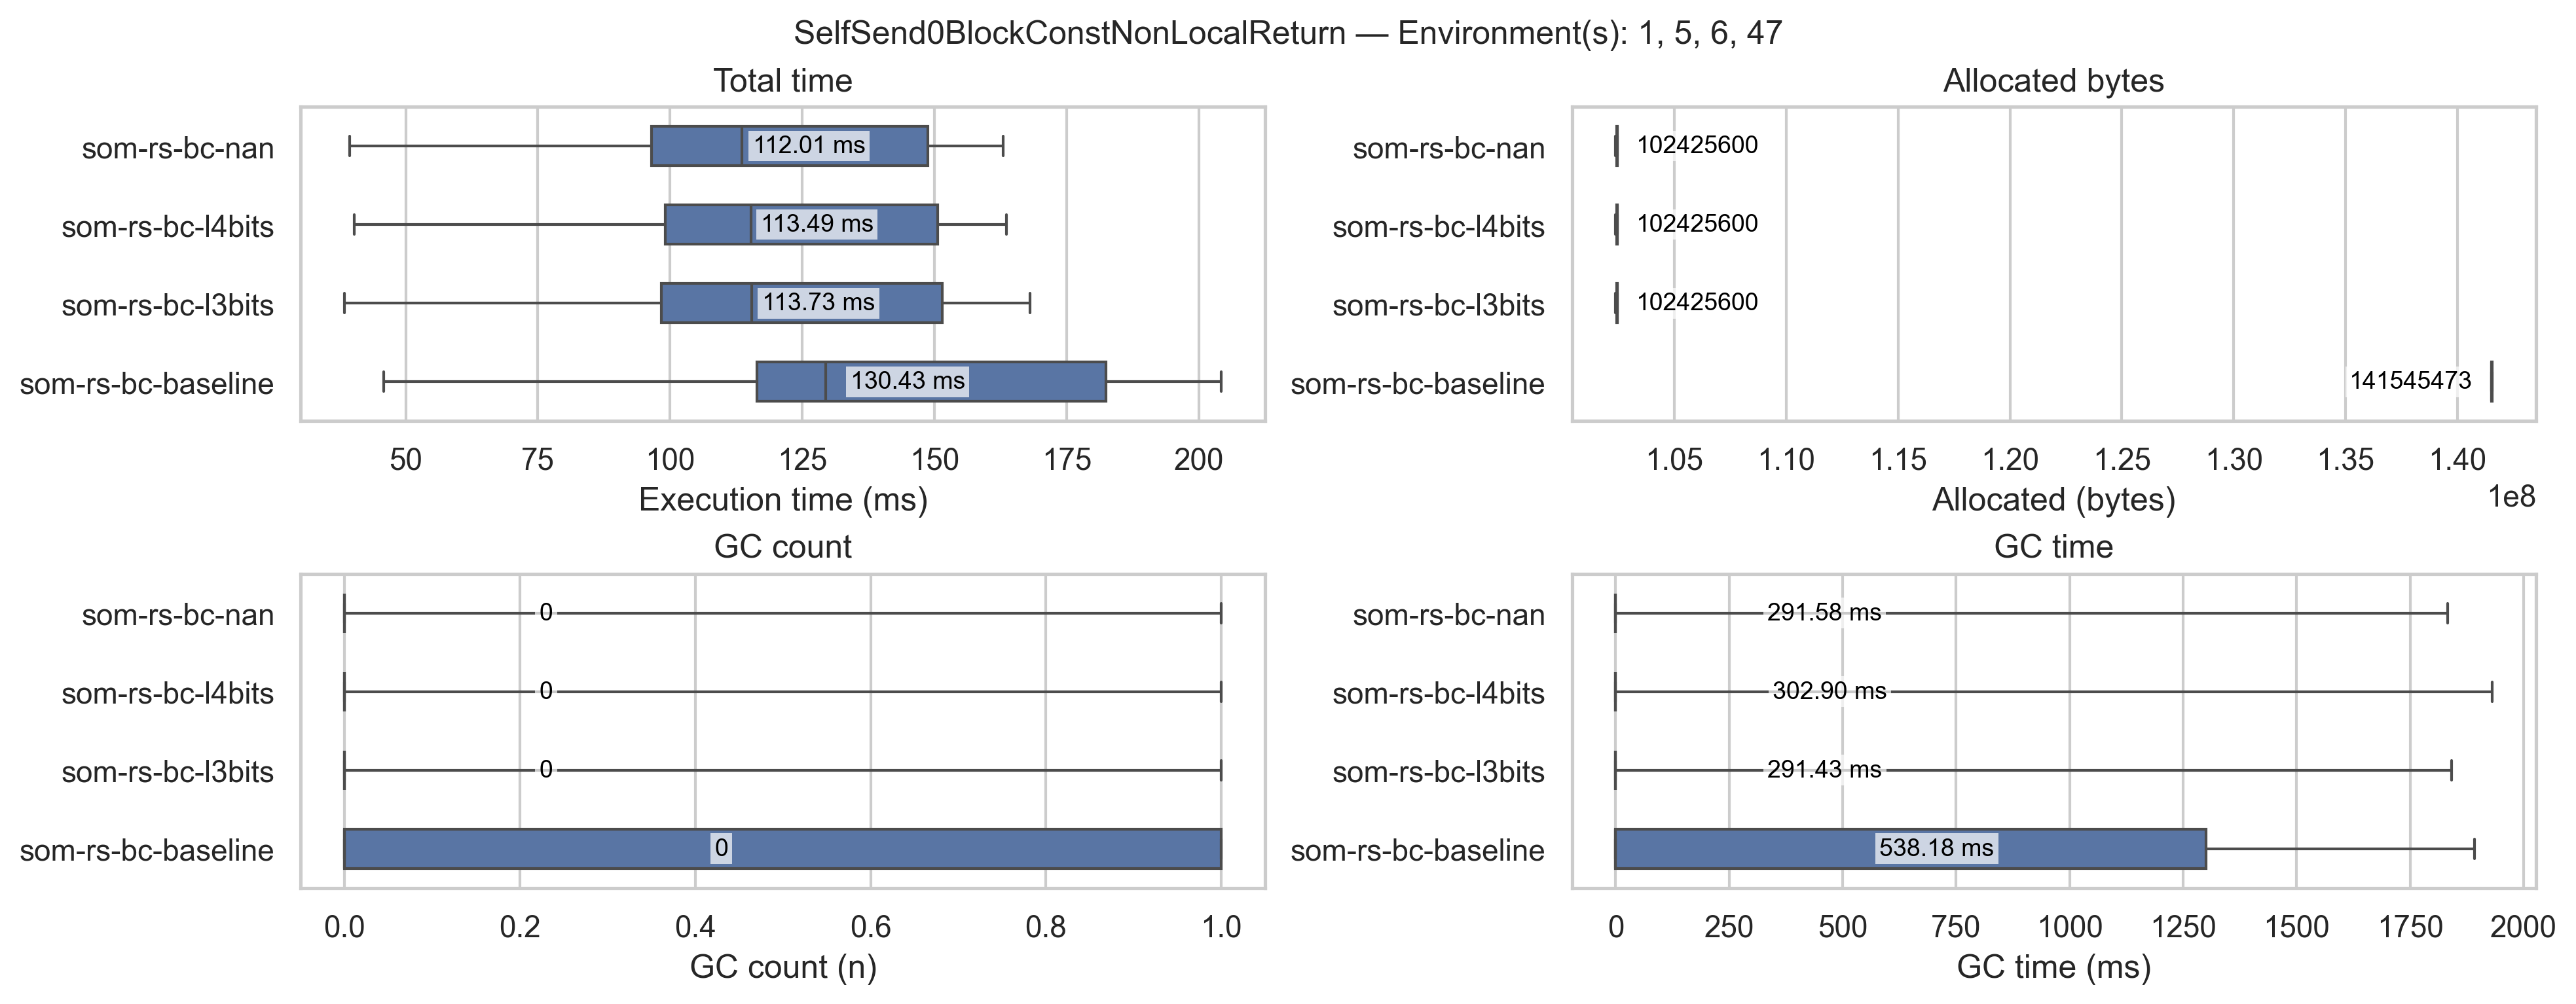 SelfSend0BlockConstNonLocalReturn — Environment(s): 1, 5, 6, 47
Total time
som-rs-bc-nan
112.01 ms
som-rs-bc-l4bits
113.49 ms
som-rs-bc-l3bits
113.73 ms
som-rs-bc-baseline
130.43 ms
50 75 100 125 150 175 200
Execution time (ms)
Allocated bytes
som-rs-bc-nan
102425600
som-rs-bc-l4bits
102425600
som-rs-bc-l3bits
102425600
som-rs-bc-baseline
141545473
1.05 1.10 1.15 1.20 1.25 1.30 1.35 1.40
1e8
Allocated (bytes)
GC count
som-rs-bc-nan
0
som-rs-bc-l4bits
0
som-rs-bc-l3bits
0
som-rs-bc-baseline
0
0.0 0.2 0.4 0.6 0.8 1.0
GC count (n)
GC time
som-rs-bc-nan
291.58 ms
som-rs-bc-l4bits
302.90 ms
som-rs-bc-l3bits
291.43 ms
som-rs-bc-baseline
538.18 ms
0 250 500 750 1000 1250 1500 1750 2000
GC time (ms)